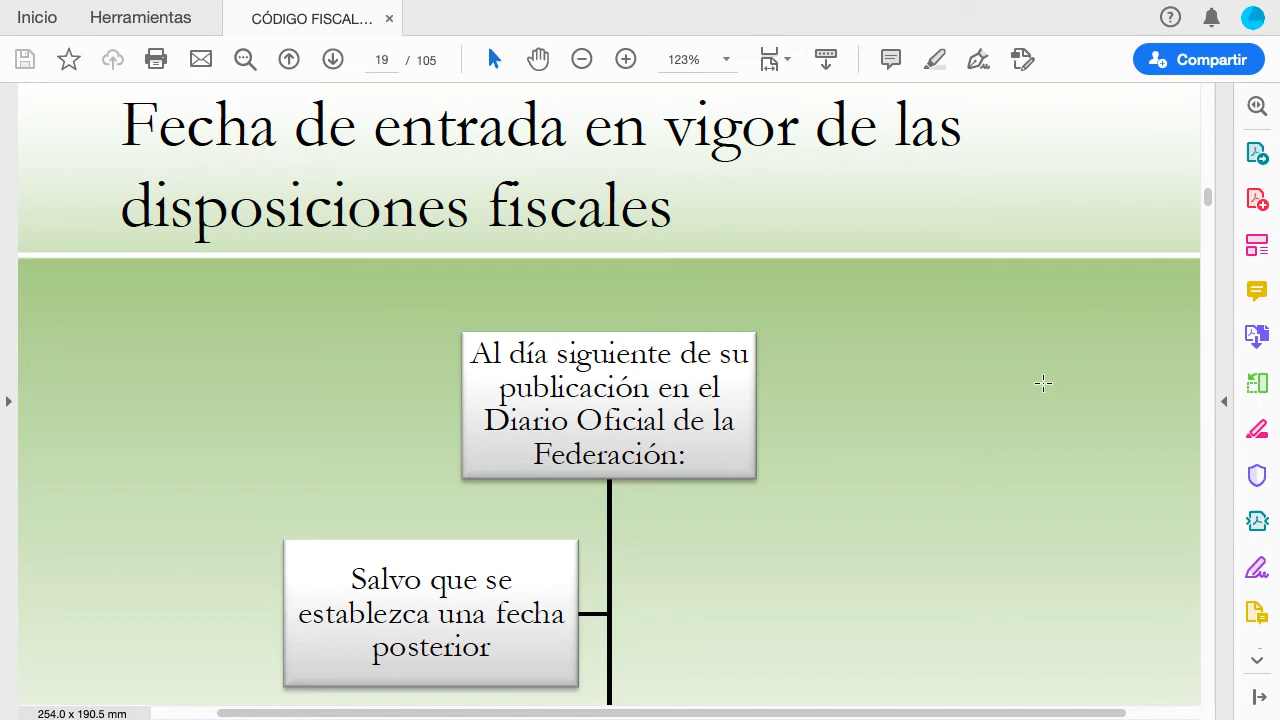 Inicio
Herramientas
CÓDIGO FISCAL...
19 / 105
123%
Compartir
Fecha de entrada en vigor de las
disposiciones fiscales
Al día siguiente de su
publicación en el
Diario Oficial de la
Federación:
Salvo que se
establezca una fecha
posterior
254.0 x 190.5 mm